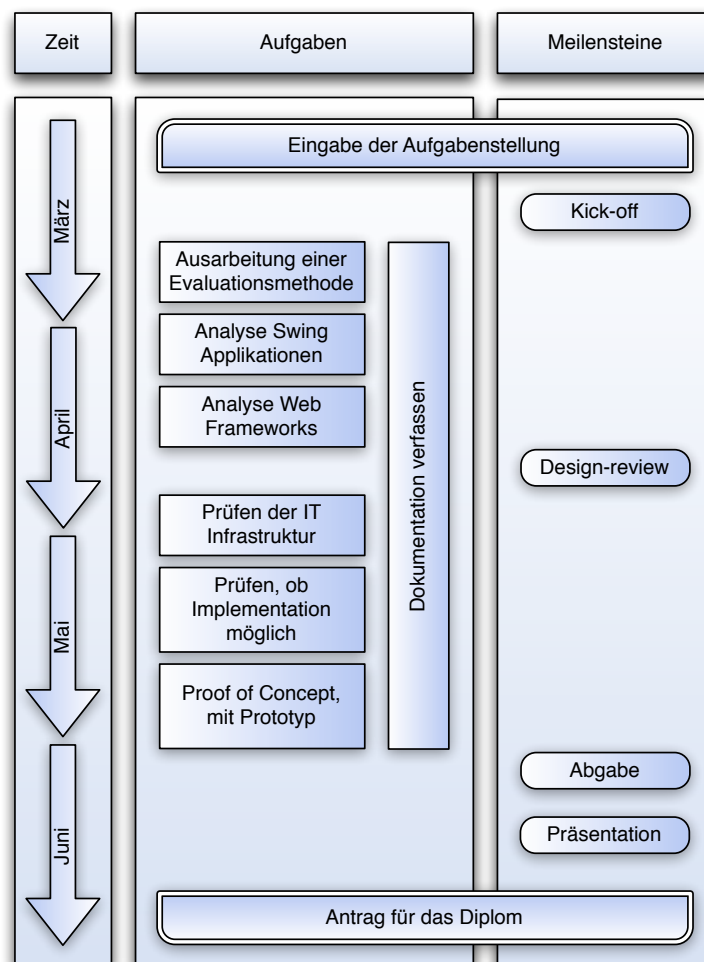 Zeit
Aufgaben
Meilensteine
Eingabe der Aufgabenstellung
März
Kick-off
Ausarbeitung einer
Evaluationsmethode
Dokumentation verfassen
Analyse Swing
Applikationen
April
Analyse Web
Frameworks
Design-review
Prüfen der IT
Infrastruktur
Mai
Prüfen, ob
Implementation
möglich
Proof of Concept,
mit Prototyp
Juni
Abgabe
Präsentation
Antrag für das Diplom